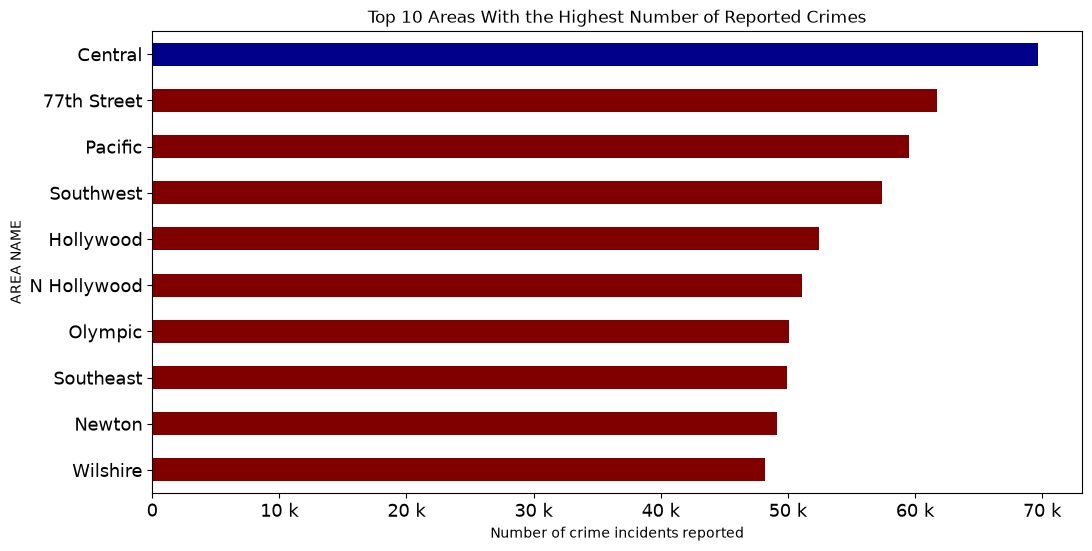 Top 10 Areas With the Highest Number of Reported Crimes
AREA NAME
Central
77th Street
Pacific
Southwest
Hollywood
N Hollywood
Olympic
Southeast
Newton
Wilshire
0 10 k 20 k 30 k 40 k 50 k 60 k 70 k
Number of crime incidents reported